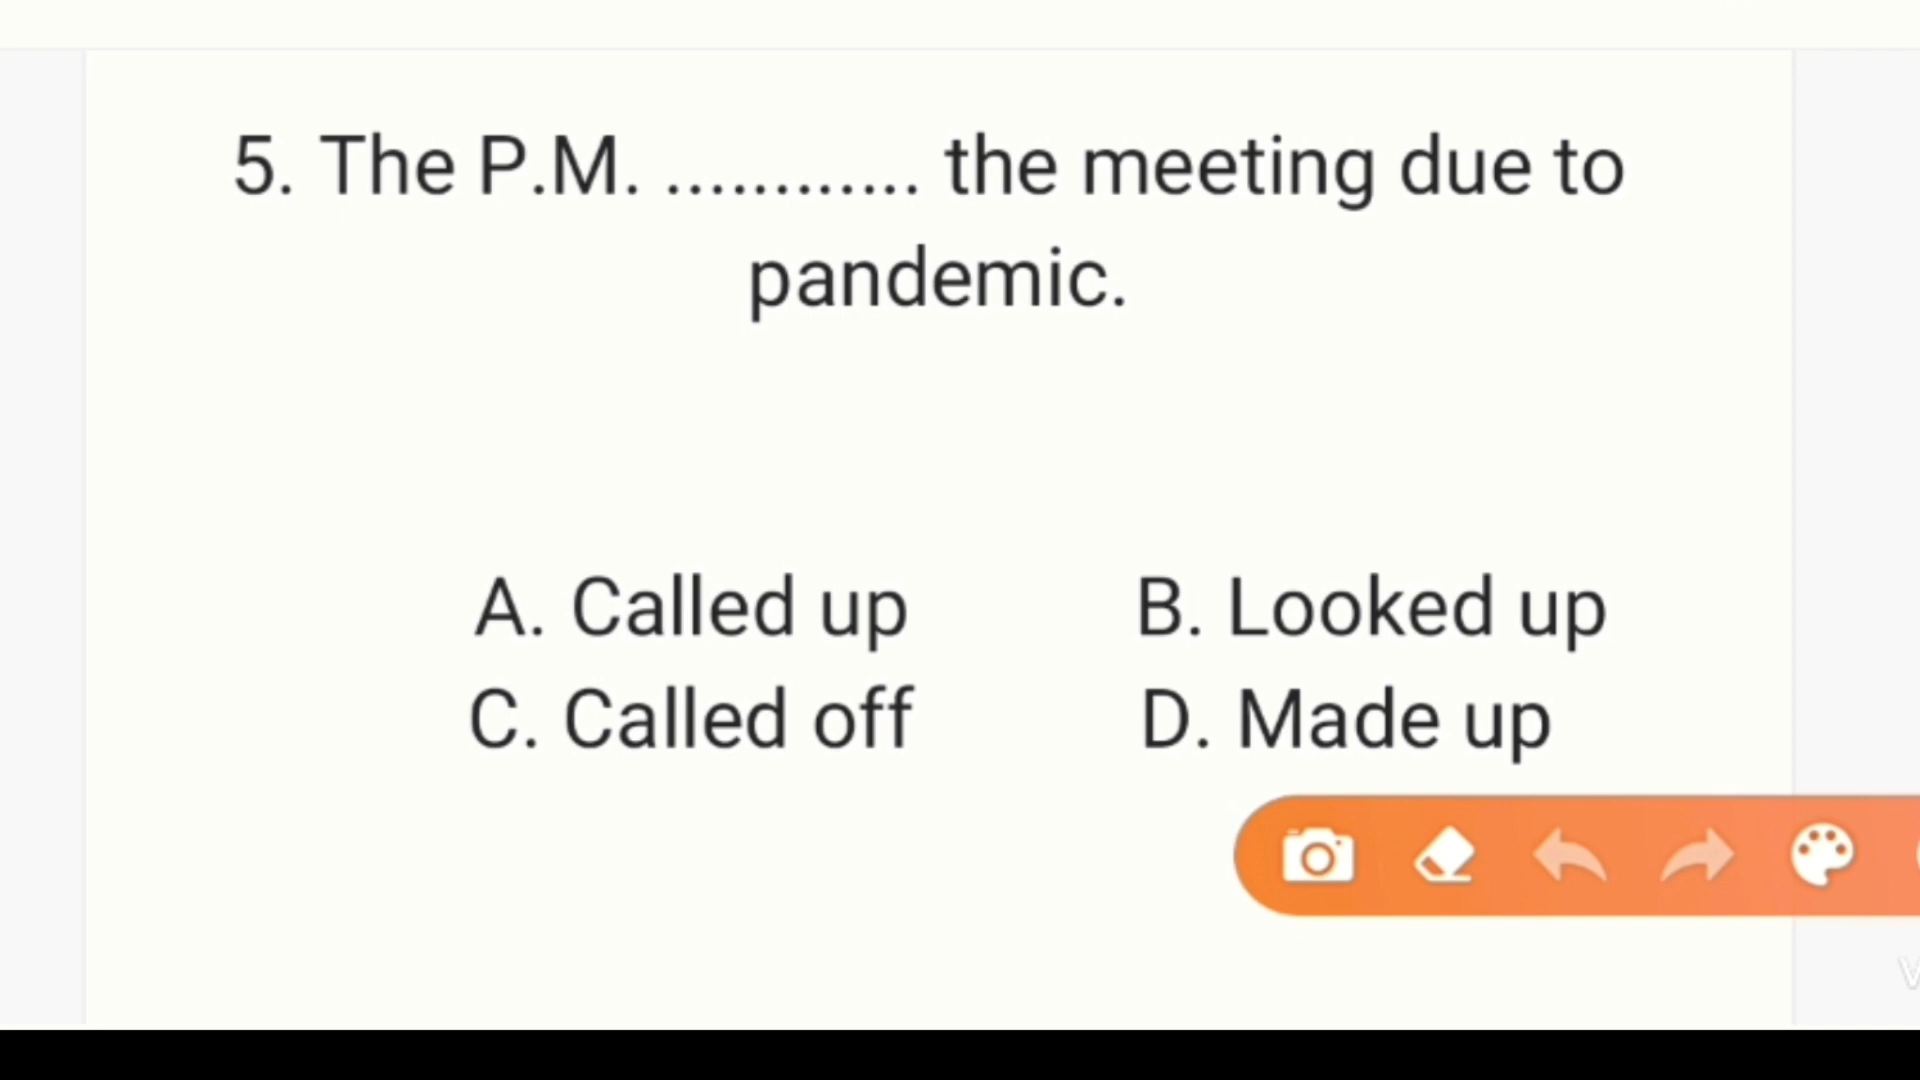 5. The P.M. ............ the meeting due to
pandemic.
A. Called up B. Looked up
C. Called off D. Made up